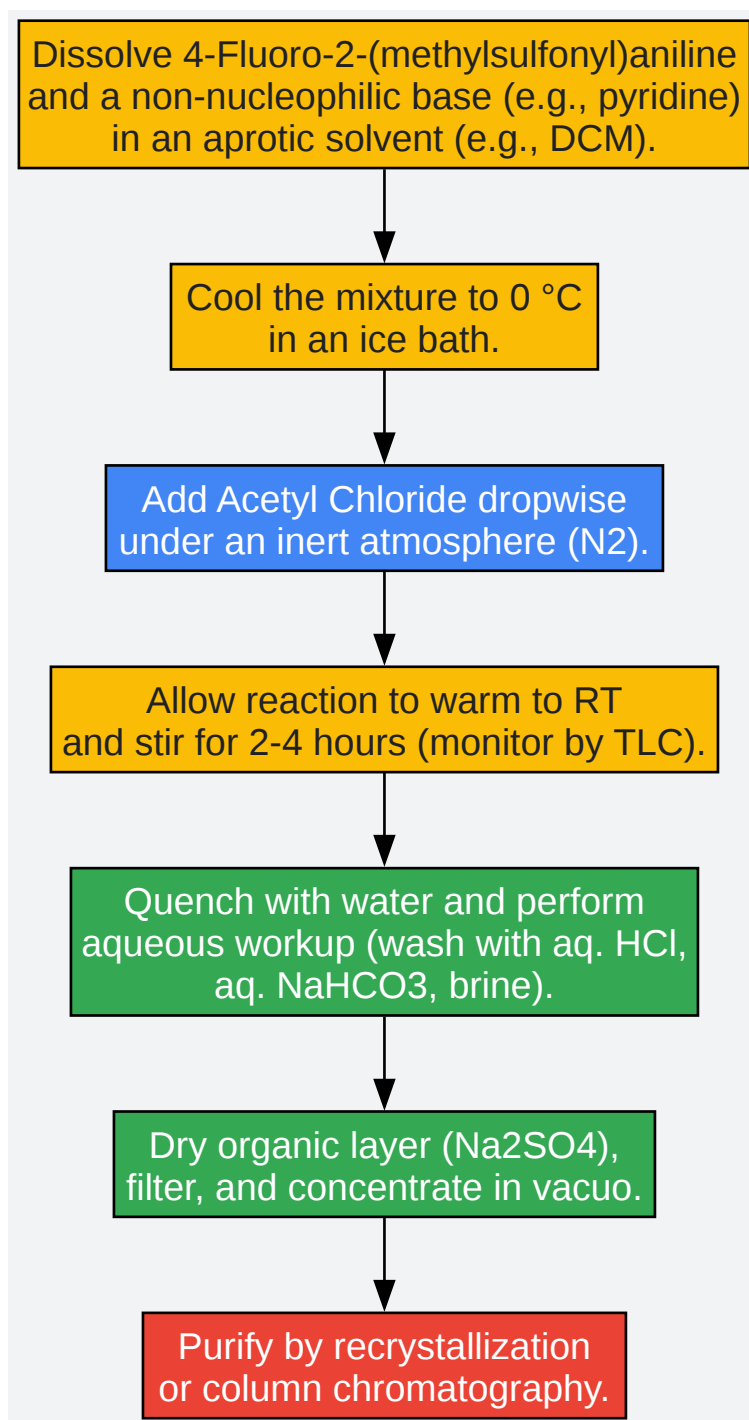 Dissolve 4-Fluoro-2-(methylsulfonyl)aniline
and a non-nucleophilic base (e.g., pyridine)
in an aprotic solvent (e.g., DCM).
Cool the mixture to 0 °C
in an ice bath.
Add Acetyl Chloride dropwise
under an inert atmosphere (N2).
Allow reaction to warm to RT
and stir for 2-4 hours (monitor by TLC).
Quench with water and perform
aqueous workup (wash with aq. HCl,
aq. NaHCO3, brine).
Dry organic layer (Na2SO4),
filter, and concentrate in vacuo.
Purify by recrystallization
or column chromatography.